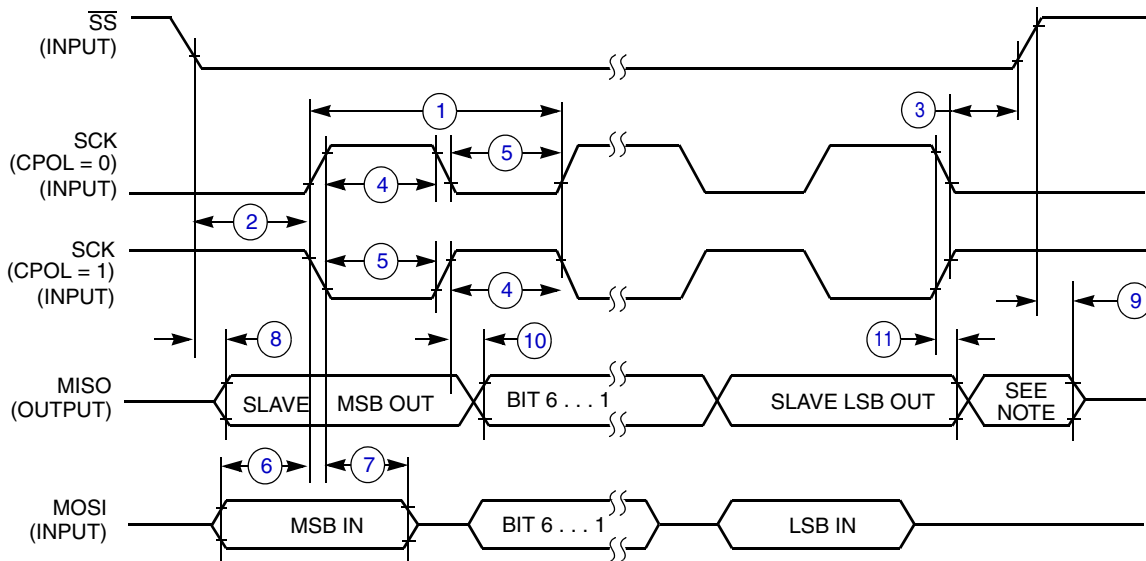 SS
(INPUT)
1
3
SCK
(CPOL = 0)
(INPUT)
5
4
2
SCK
(CPOL = 1)
(INPUT)
5
4
9
8
10
11
MISO
(OUTPUT)
SLAVE MSB OUT
BIT 6 . . . 1
SLAVE LSB OUT
SEE
NOTE
6
7
MOSI
(INPUT)
MSB IN
BIT 6 . . . 1
LSB IN